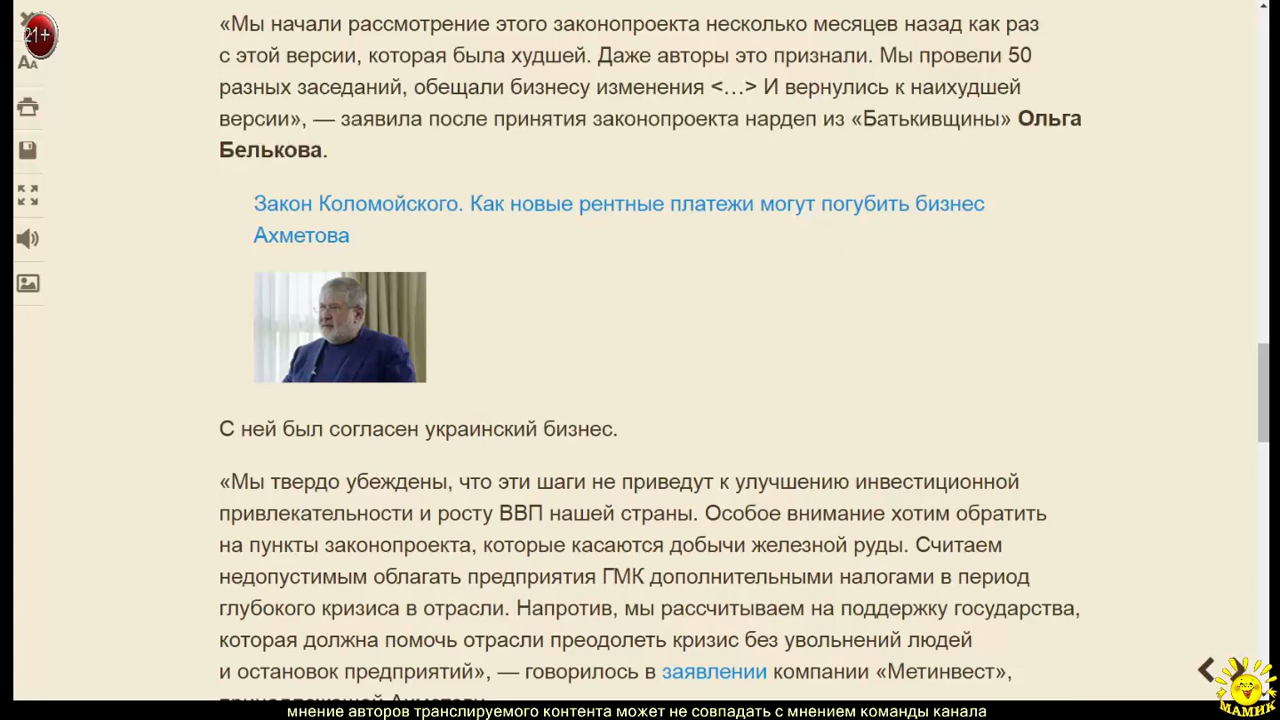 21+
«Мы начали рассмотрение этого законопроекта несколько месяцев назад как раз
с этой версии, которая была худшей. Даже авторы это признали. Мы провели 50
разных заседаний, обещали бизнесу изменения <…> И вернулись к наихудшей
версии», — заявила после принятия законопроекта нардеп из «Батькивщины» Ольга
Белькова.
Закон Коломойского. Как новые рентные платежи могут погубить бизнес
Ахметова
С ней был согласен украинский бизнес.
«Мы твердо убеждены, что эти шаги не приведут к улучшению инвестиционной
привлекательности и росту ВВП нашей страны. Особое внимание хотим обратить
на пункты законопроекта, которые касаются добычи железной руды. Считаем
недопустимым облагать предприятия ГМК дополнительными налогами в период
глубокого кризиса в отрасли. Напротив, мы рассчитываем на поддержку государства,
которая должна помочь отрасли преодолеть кризис без увольнений людей
и остановок предприятий», — говорилось в заявлении компании «Метинвест»,
МАМИК
мнение авторов транслируемого контента может не совпадать с мнением команды канала